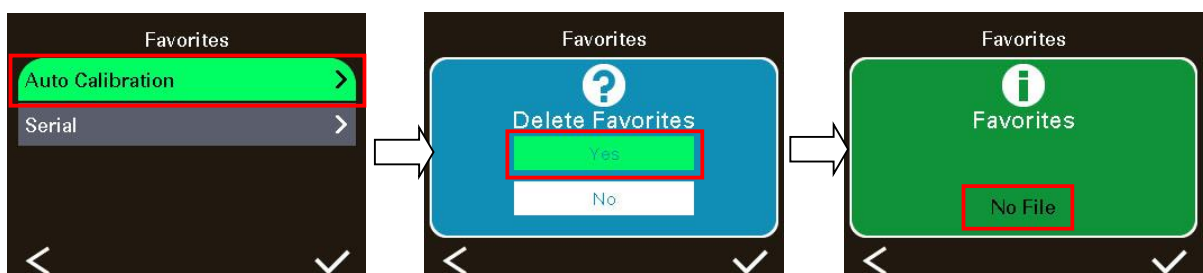 Favorites
Auto Calibration
Serial
Favorites
Delete Favorites
Yes
No
Favorites
Favorites
No File